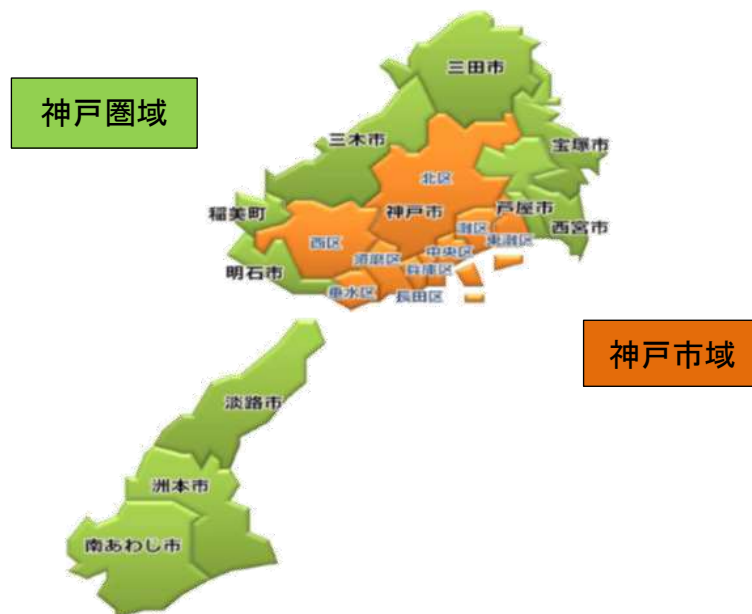 三田市
神戸圏域
三木市
宝塚市
北区
稲美町
神戸市
芦屋市
西宮市
灘区
東灘区
西区
中央区
須磨区
兵庫区
明石市
垂水区
長田区
神戸市域
淡路市
洲本市
南あわじ市